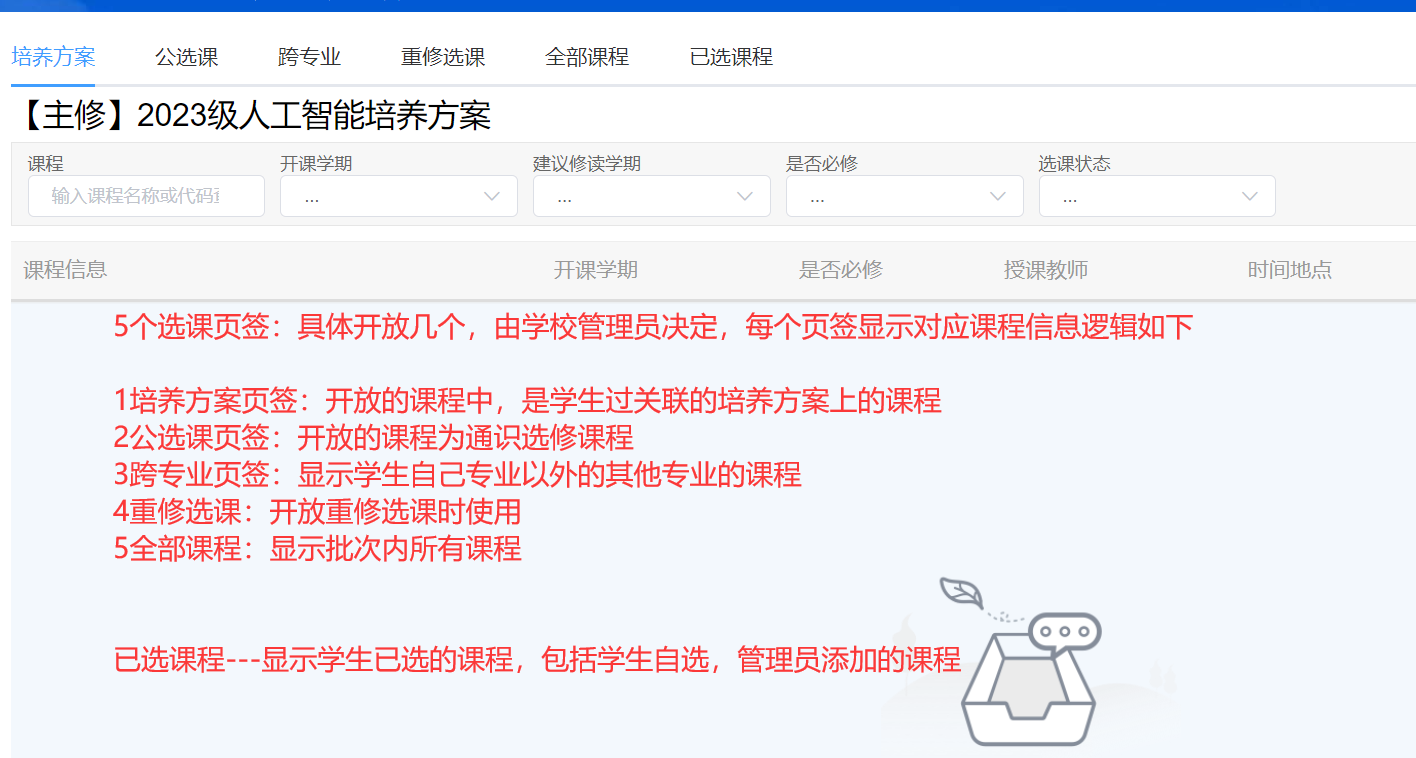 培养方案 公选课 跨专业 重修选课 全部课程 已选课程
【主修】2023级人工智能培养方案
课程 开课学期 建议修读学期 是否必修 选课状态
输入课程名称或代码 ... ... ... ...
课程信息 开课学期 是否必修 授课教师 时间地点
5个选课页签：具体开放几个，由学校管理员决定，每个页签显示对应课程信息逻辑如下
1培养方案页签：开放的课程中，是学生过关联的培养方案上的课程
2公选课页签：开放的课程为通识选修课程
3跨专业页签：显示学生自己专业以外的其他专业的课程
4重修选课：开放重修选课时使用
5全部课程：显示批次内所有课程
已选课程---显示学生已选的课程，包括学生自选，管理员添加的课程